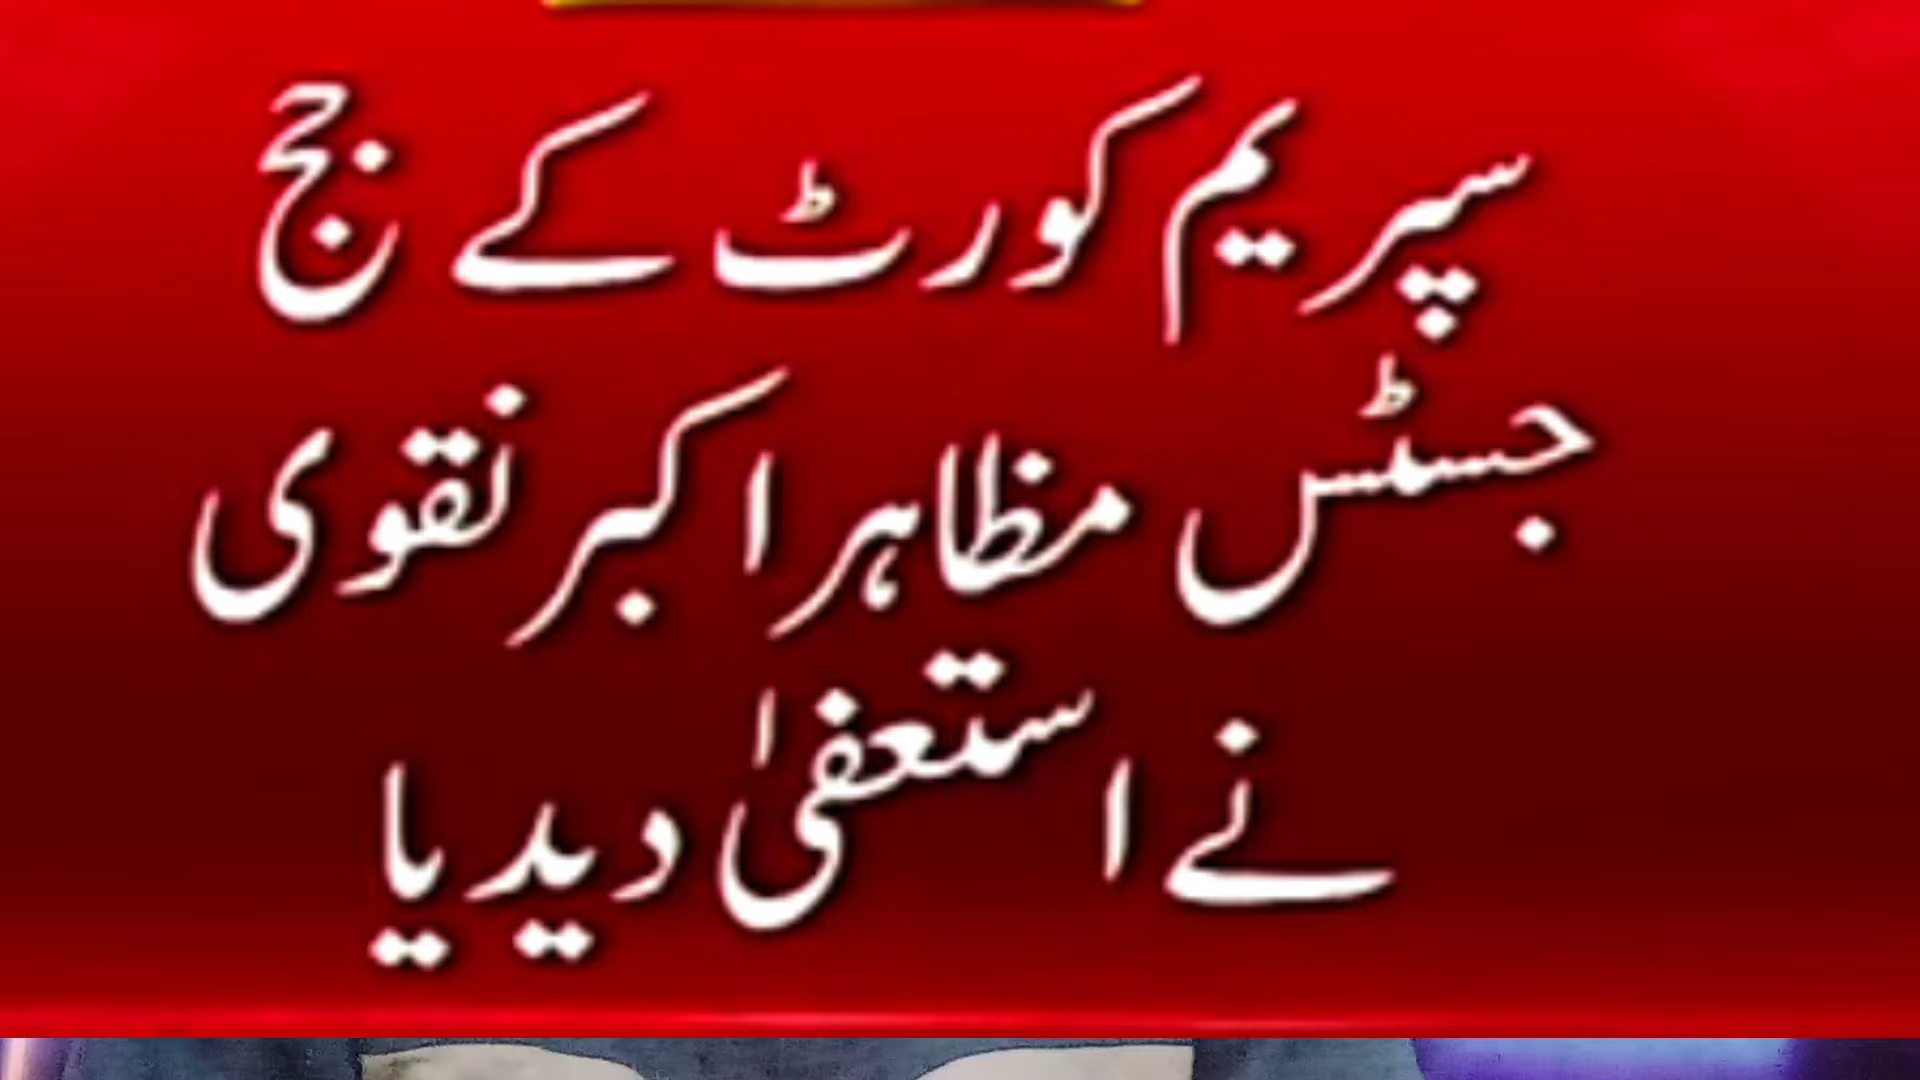 سپریم کورٹ کے جج
جسٹس مظاہر اکبر نقوی
نے استعفیٰ دیدیا